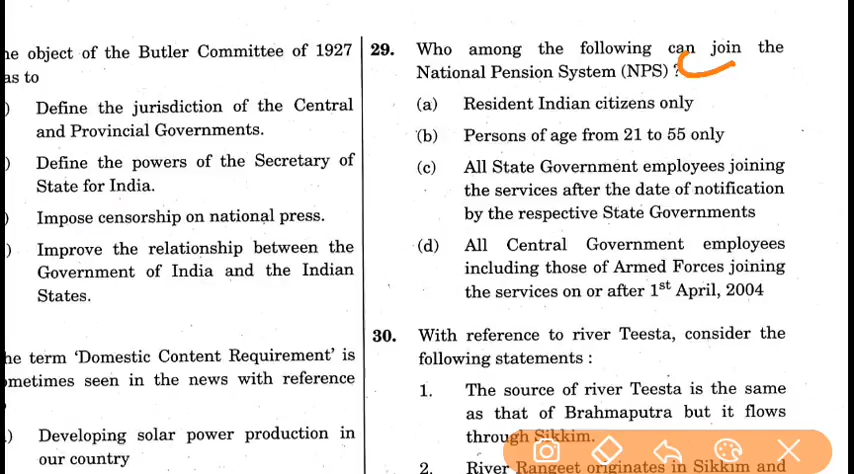 he object of the Butler Committee of 1927
as to
) Define the jurisdiction of the Central
and Provincial Governments.
) Define the powers of the Secretary of
State for India.
) Impose censorship on national press.
) Improve the relationship between the
Government of India and the Indian
States.
he term ‘Domestic Content Requirement’ is
ometimes seen in the news with reference
.) Developing solar power production in
our country
29. Who among the following can join the
National Pension System (NPS) ?
(a) Resident Indian citizens only
(b) Persons of age from 21 to 55 only
(c) All State Government employees joining
the services after the date of notification
by the respective State Governments
(d) All Central Government employees
including those of Armed Forces joining
the services on or after 1st April, 2004
30. With reference to river Teesta, consider the
following statements :
1. The source of river Teesta is the same
as that of Brahmaputra but it flows
through Sikkim.
2. River Rangeet originates in Sikkim and